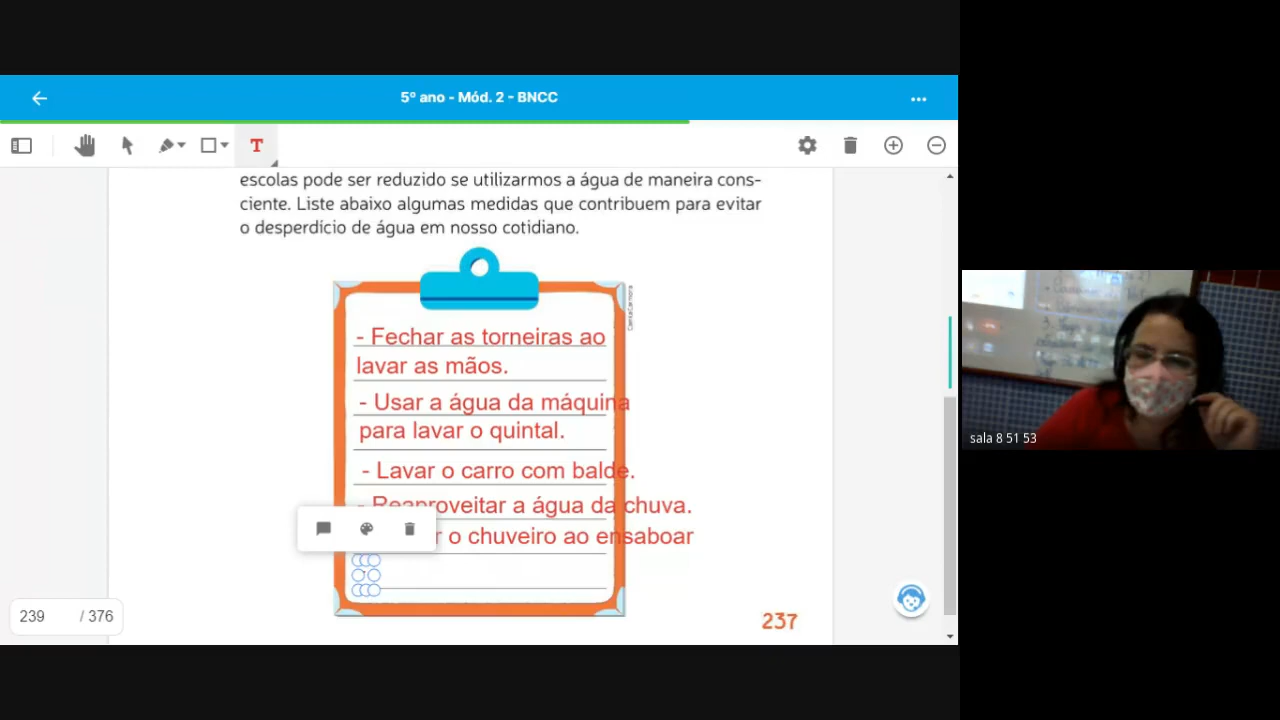 5º ano - Mód. 2 - BNCC
T
escolas pode ser reduzido se utilizarmos a água de maneira cons-
ciente. Liste abaixo algumas medidas que contribuem para evitar
o desperdício de água em nosso cotidiano.
- Fechar as torneiras ao
lavar as mãos.
- Usar a água da máquina
para lavar o quintal.
- Lavar o carro com balde.
- Reaproveitar a água da chuva.
r o chuveiro ao ensaboar
239 / 376
237
sala 8 51 53